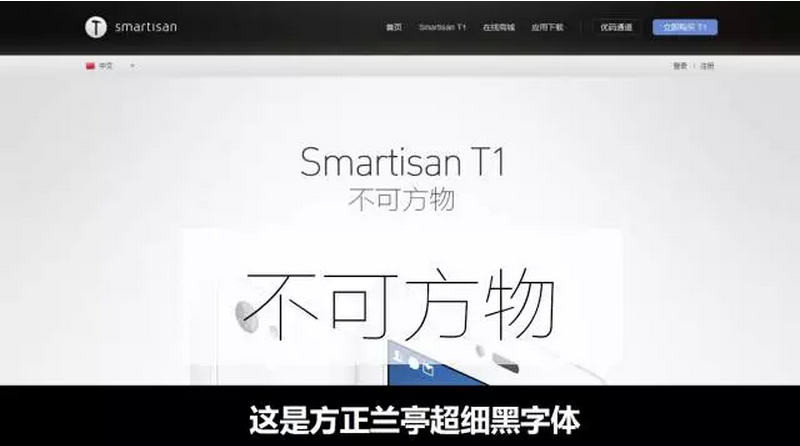 T smartisan 首页 Smartisan T1 在线商城 应用下载 优码通道 立即购买 T1
中文 登录 | 注册
Smartisan T1
不可方物
不可方物
这是方正兰亭超细黑字体